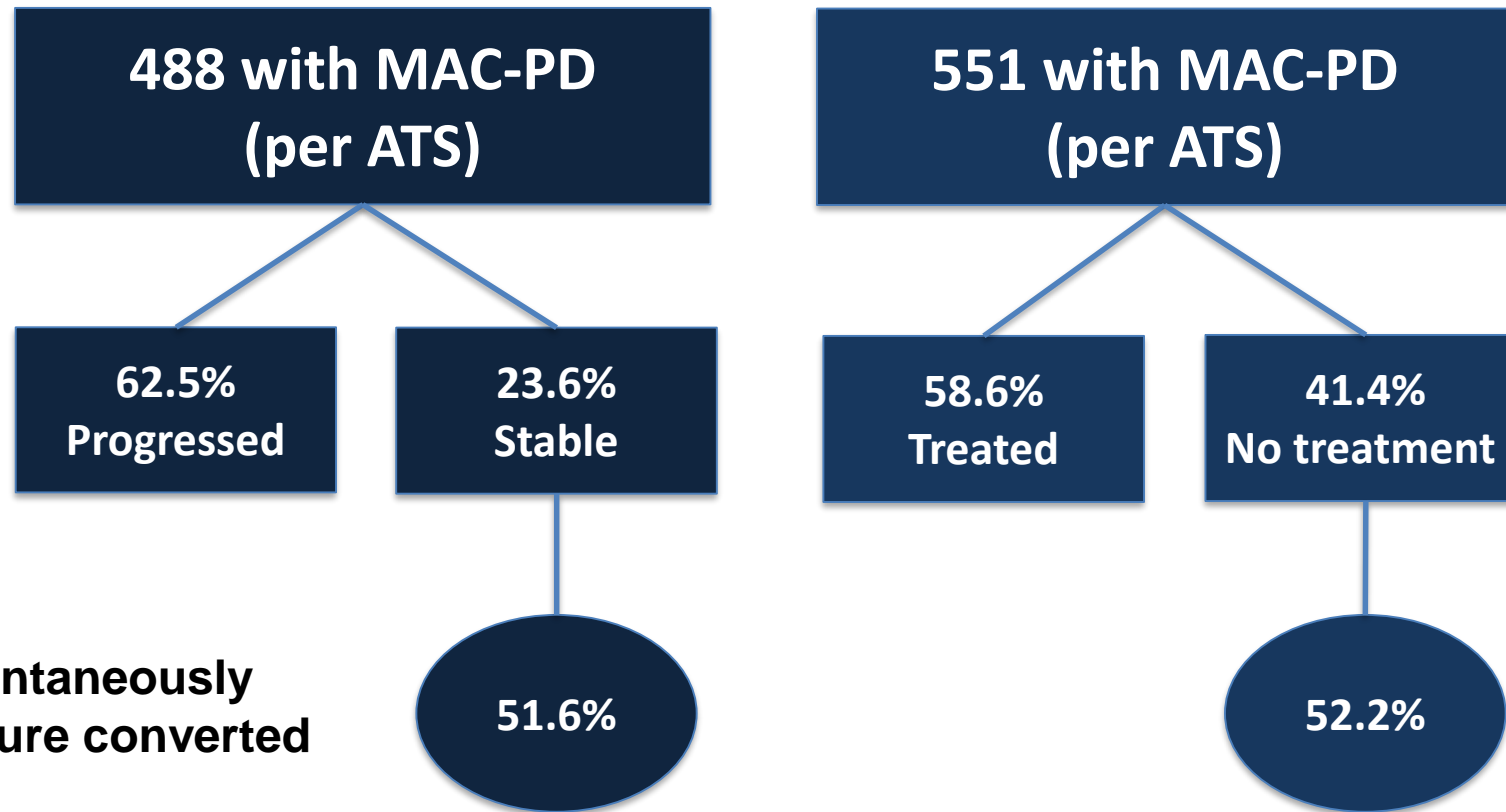 488 with MAC-PD
(per ATS)
551 with MAC-PD
(per ATS)
62.5%
Progressed
23.6%
Stable
58.6%
Treated
41.4%
No treatment
ntaneously
ure converted
51.6%
52.2%